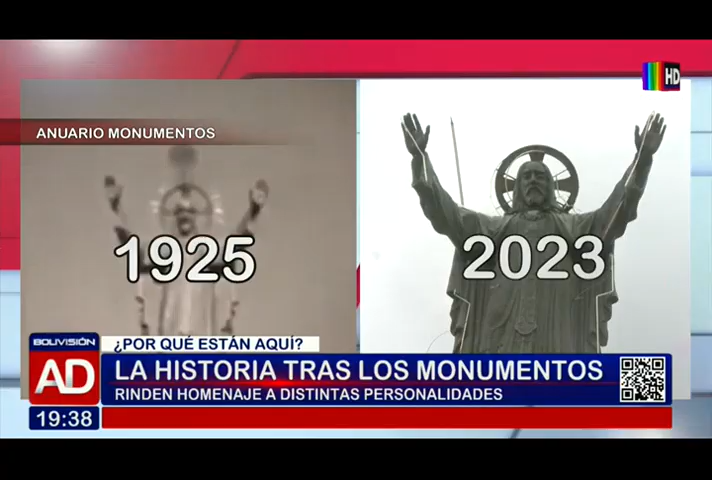 HD
ANUARIO MONUMENTOS
1925
2023
BOLIVISIÓN
¿POR QUÉ ESTÁN AQUÍ?
AD
LA HISTORIA TRAS LOS MONUMENTOS
RINDEN HOMENAJE A DISTINTAS PERSONALIDADES
19:38